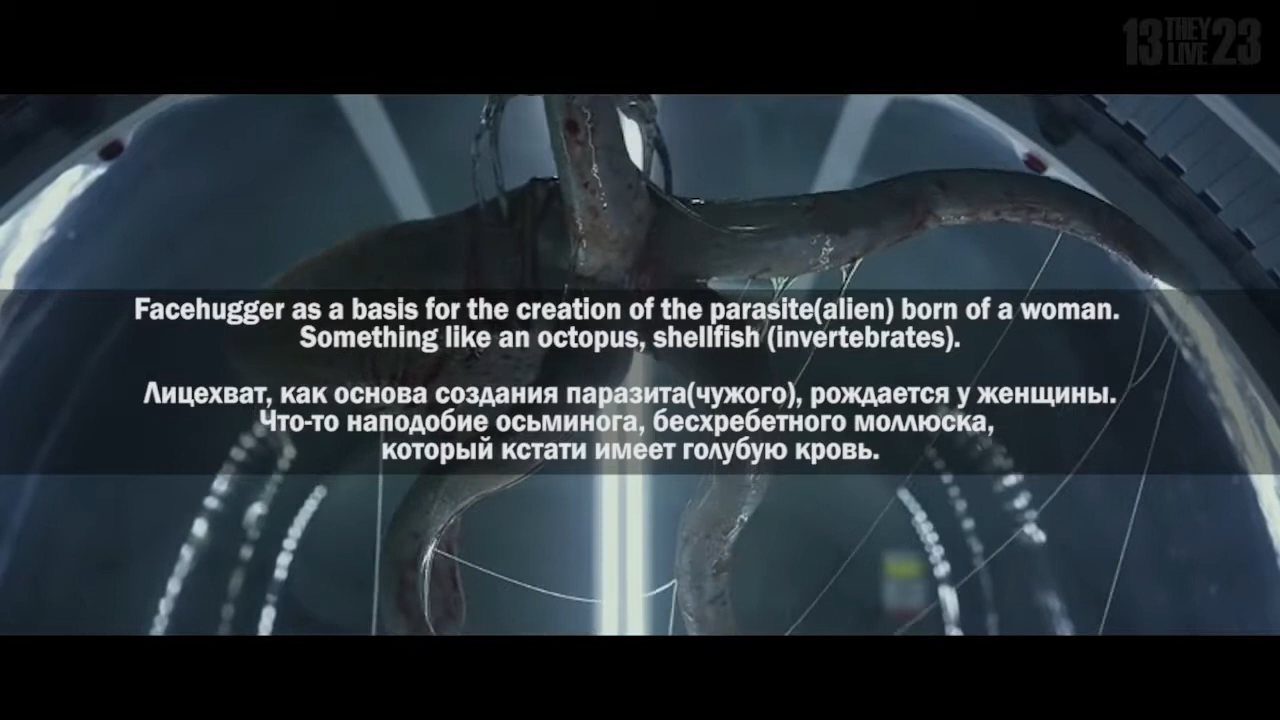 13 THEY LIVE 23
Facehugger as a basis for the creation of the parasite(alien) born of a woman.
Something like an octopus, shellfish (invertebrates).
Лицехват, как основа создания паразита(чужого), рождается у женщины.
Что-то наподобие осьминога, бесхребетного моллюска,
который кстати имеет голубую кровь.